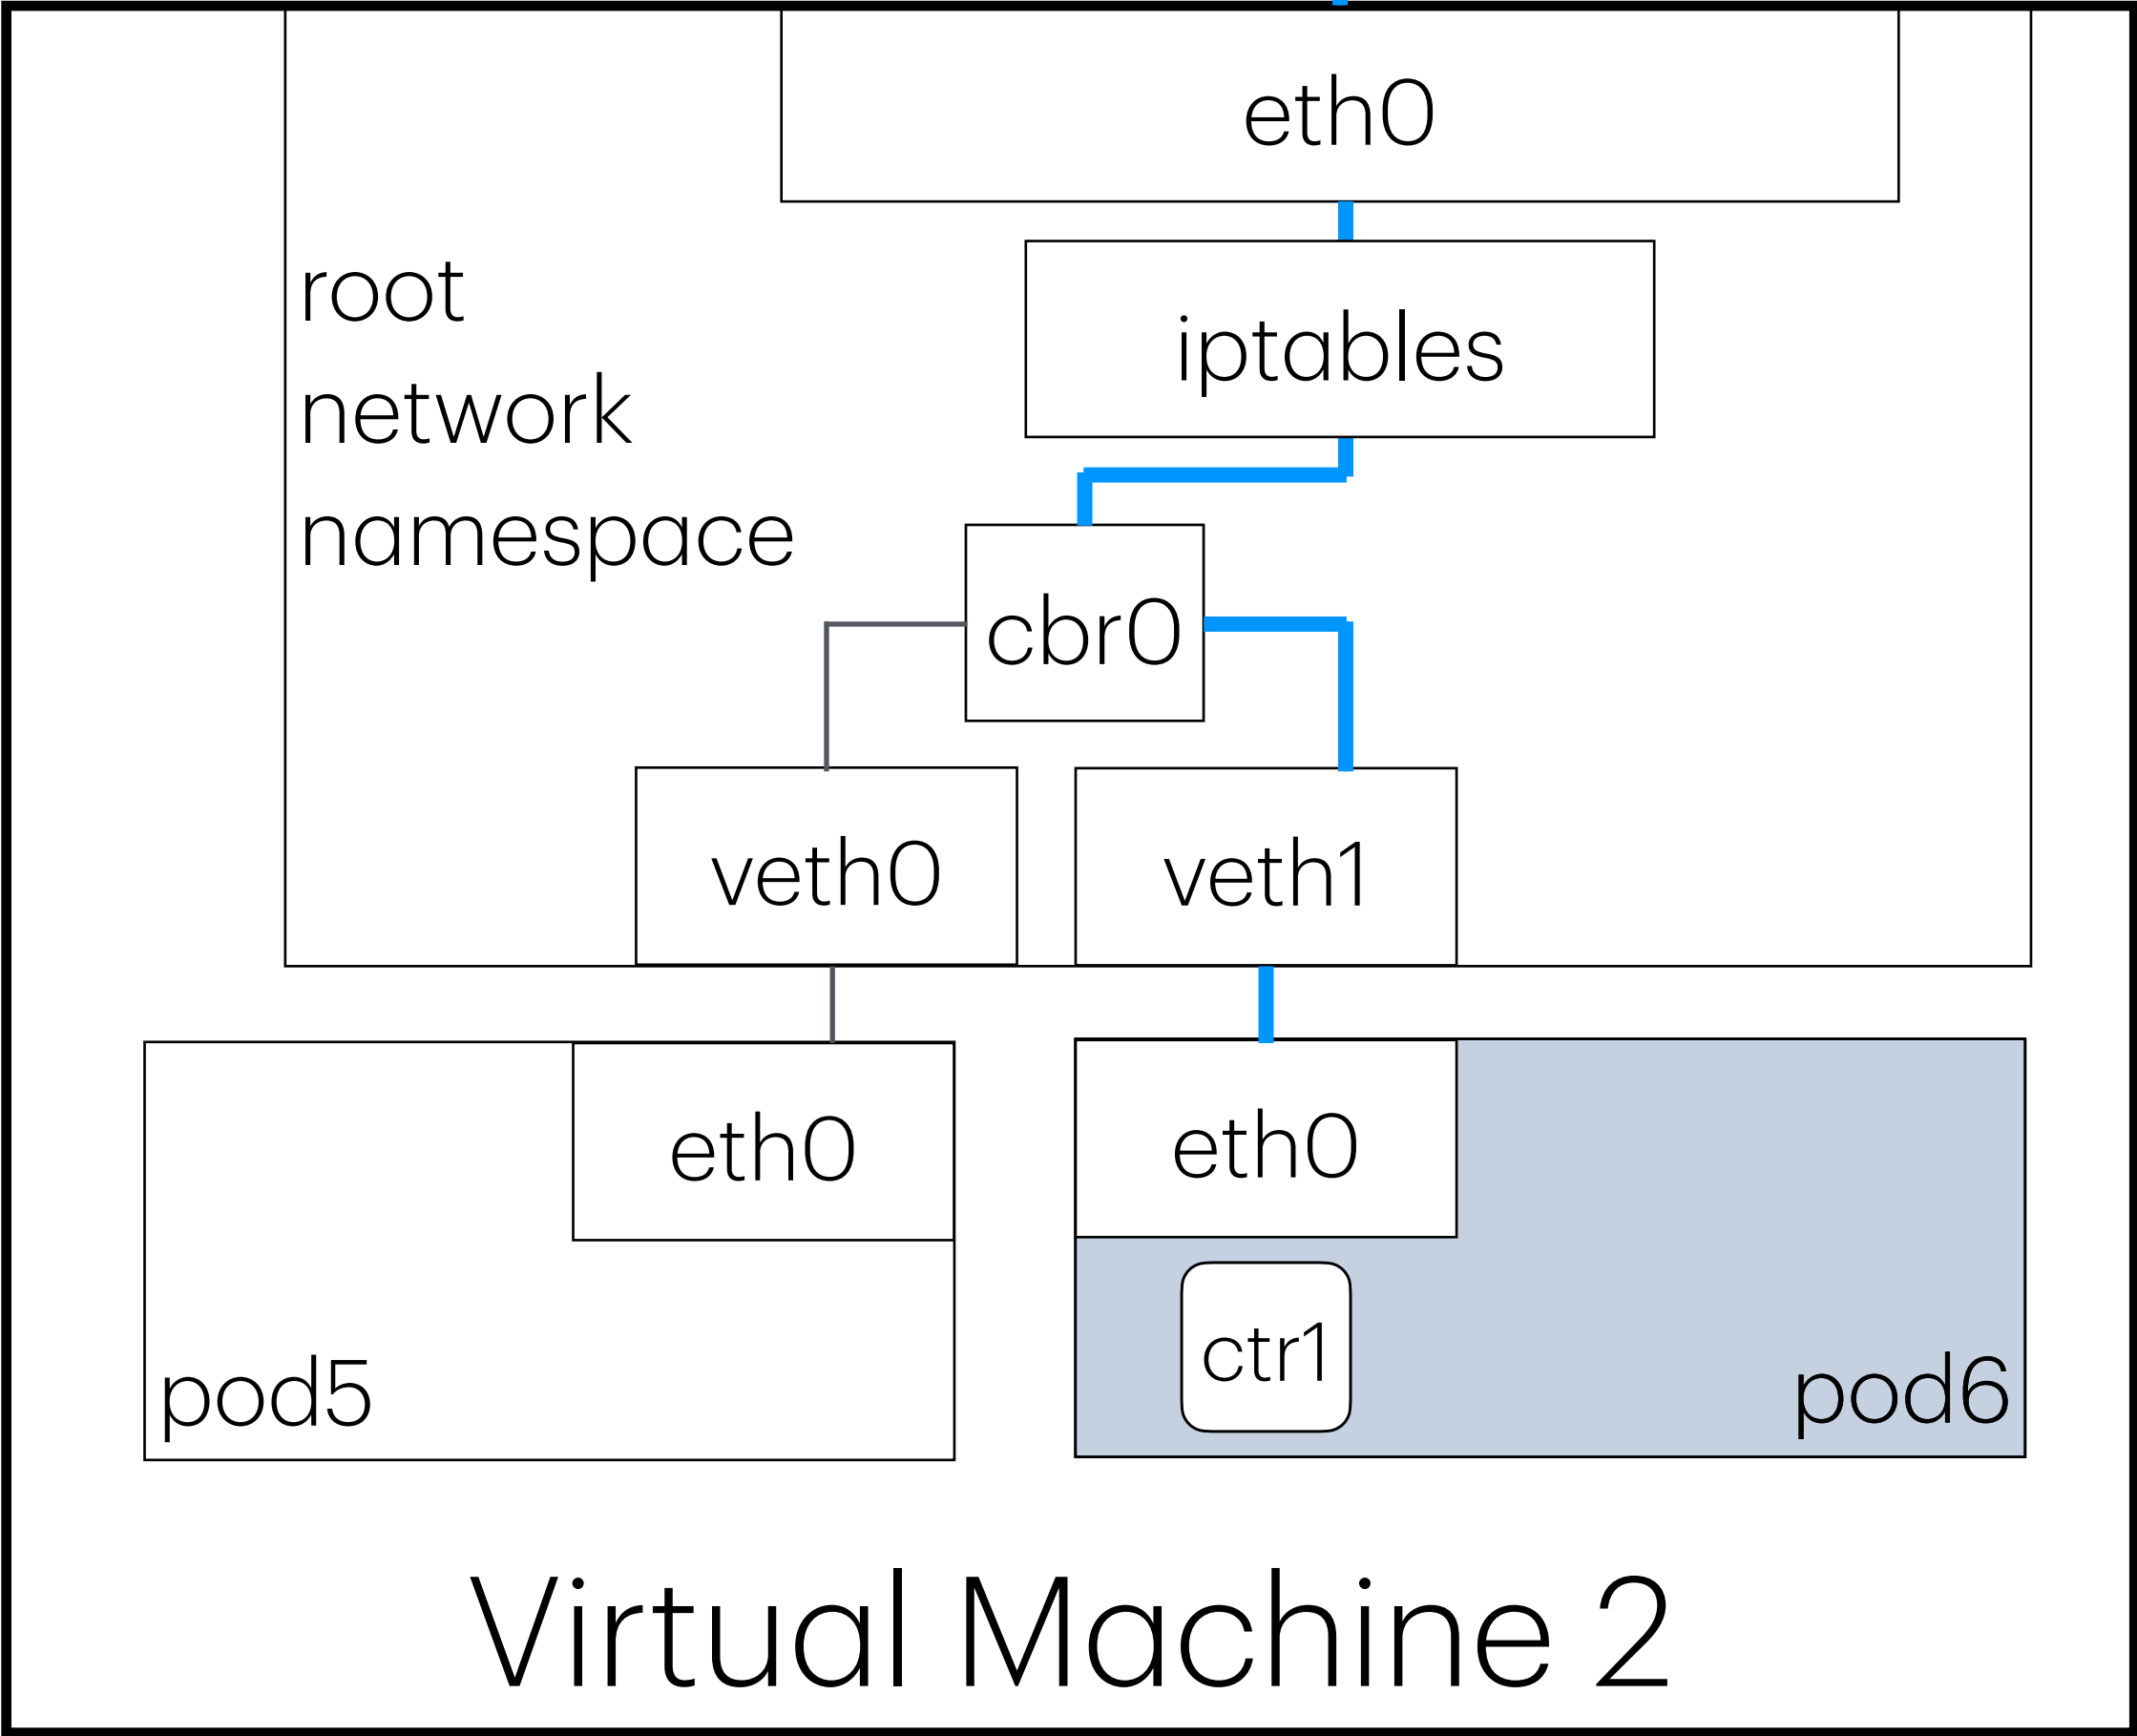 eth0
iptables
root
network
namespace
cbr0
veth0
veth1
eth0
eth0
ctr1
pod5
pod6
Virtual Machine 2